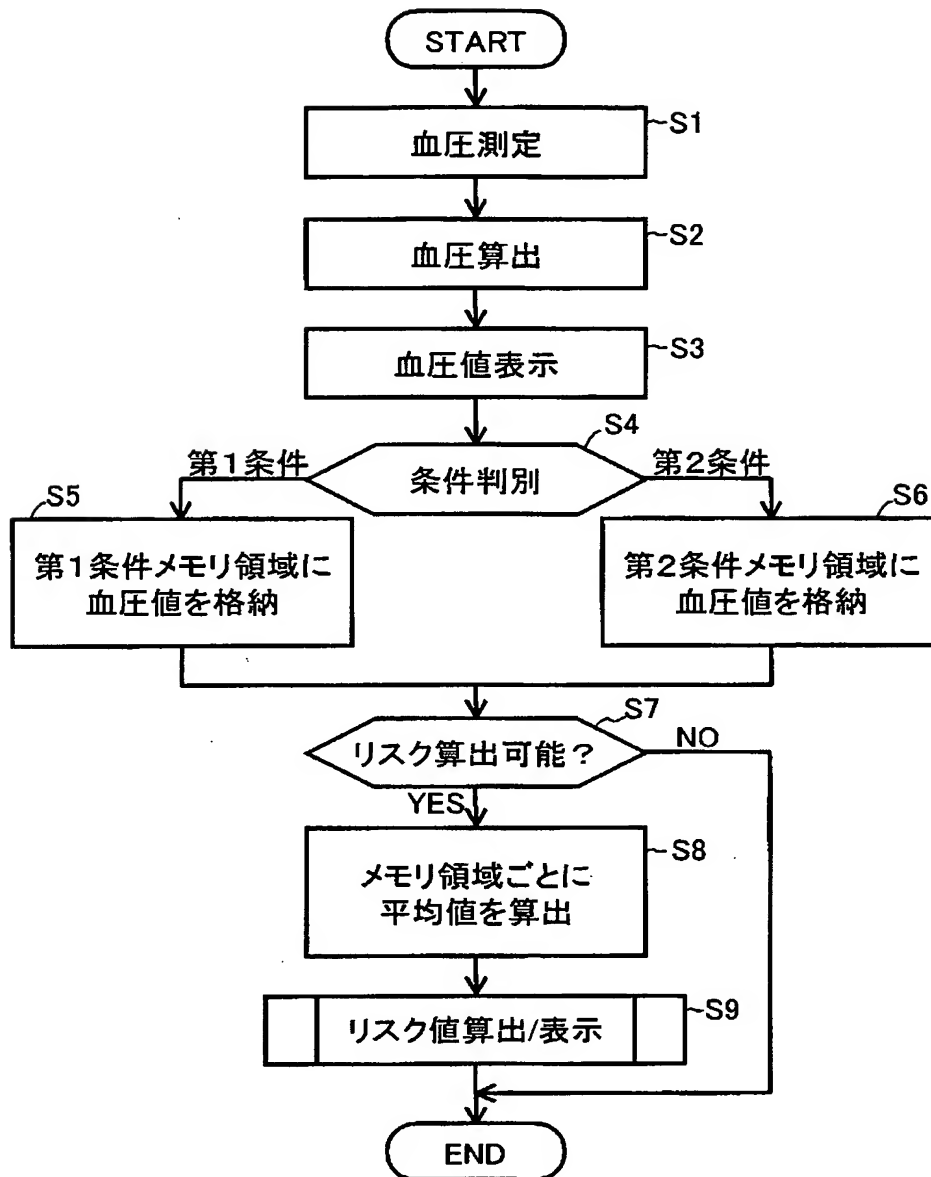 START
血圧測定
S1
血圧算出
S2
血圧値表示
S3
条件判別
S4
第1条件
第2条件
S5
第1条件メモリ領域に
血圧値を格納
S6
第2条件メモリ領域に
血圧値を格納
S7
リスク算出可能？
NO
YES
S8
メモリ領域ごとに
平均値を算出
S9
リスク値算出/表示
END